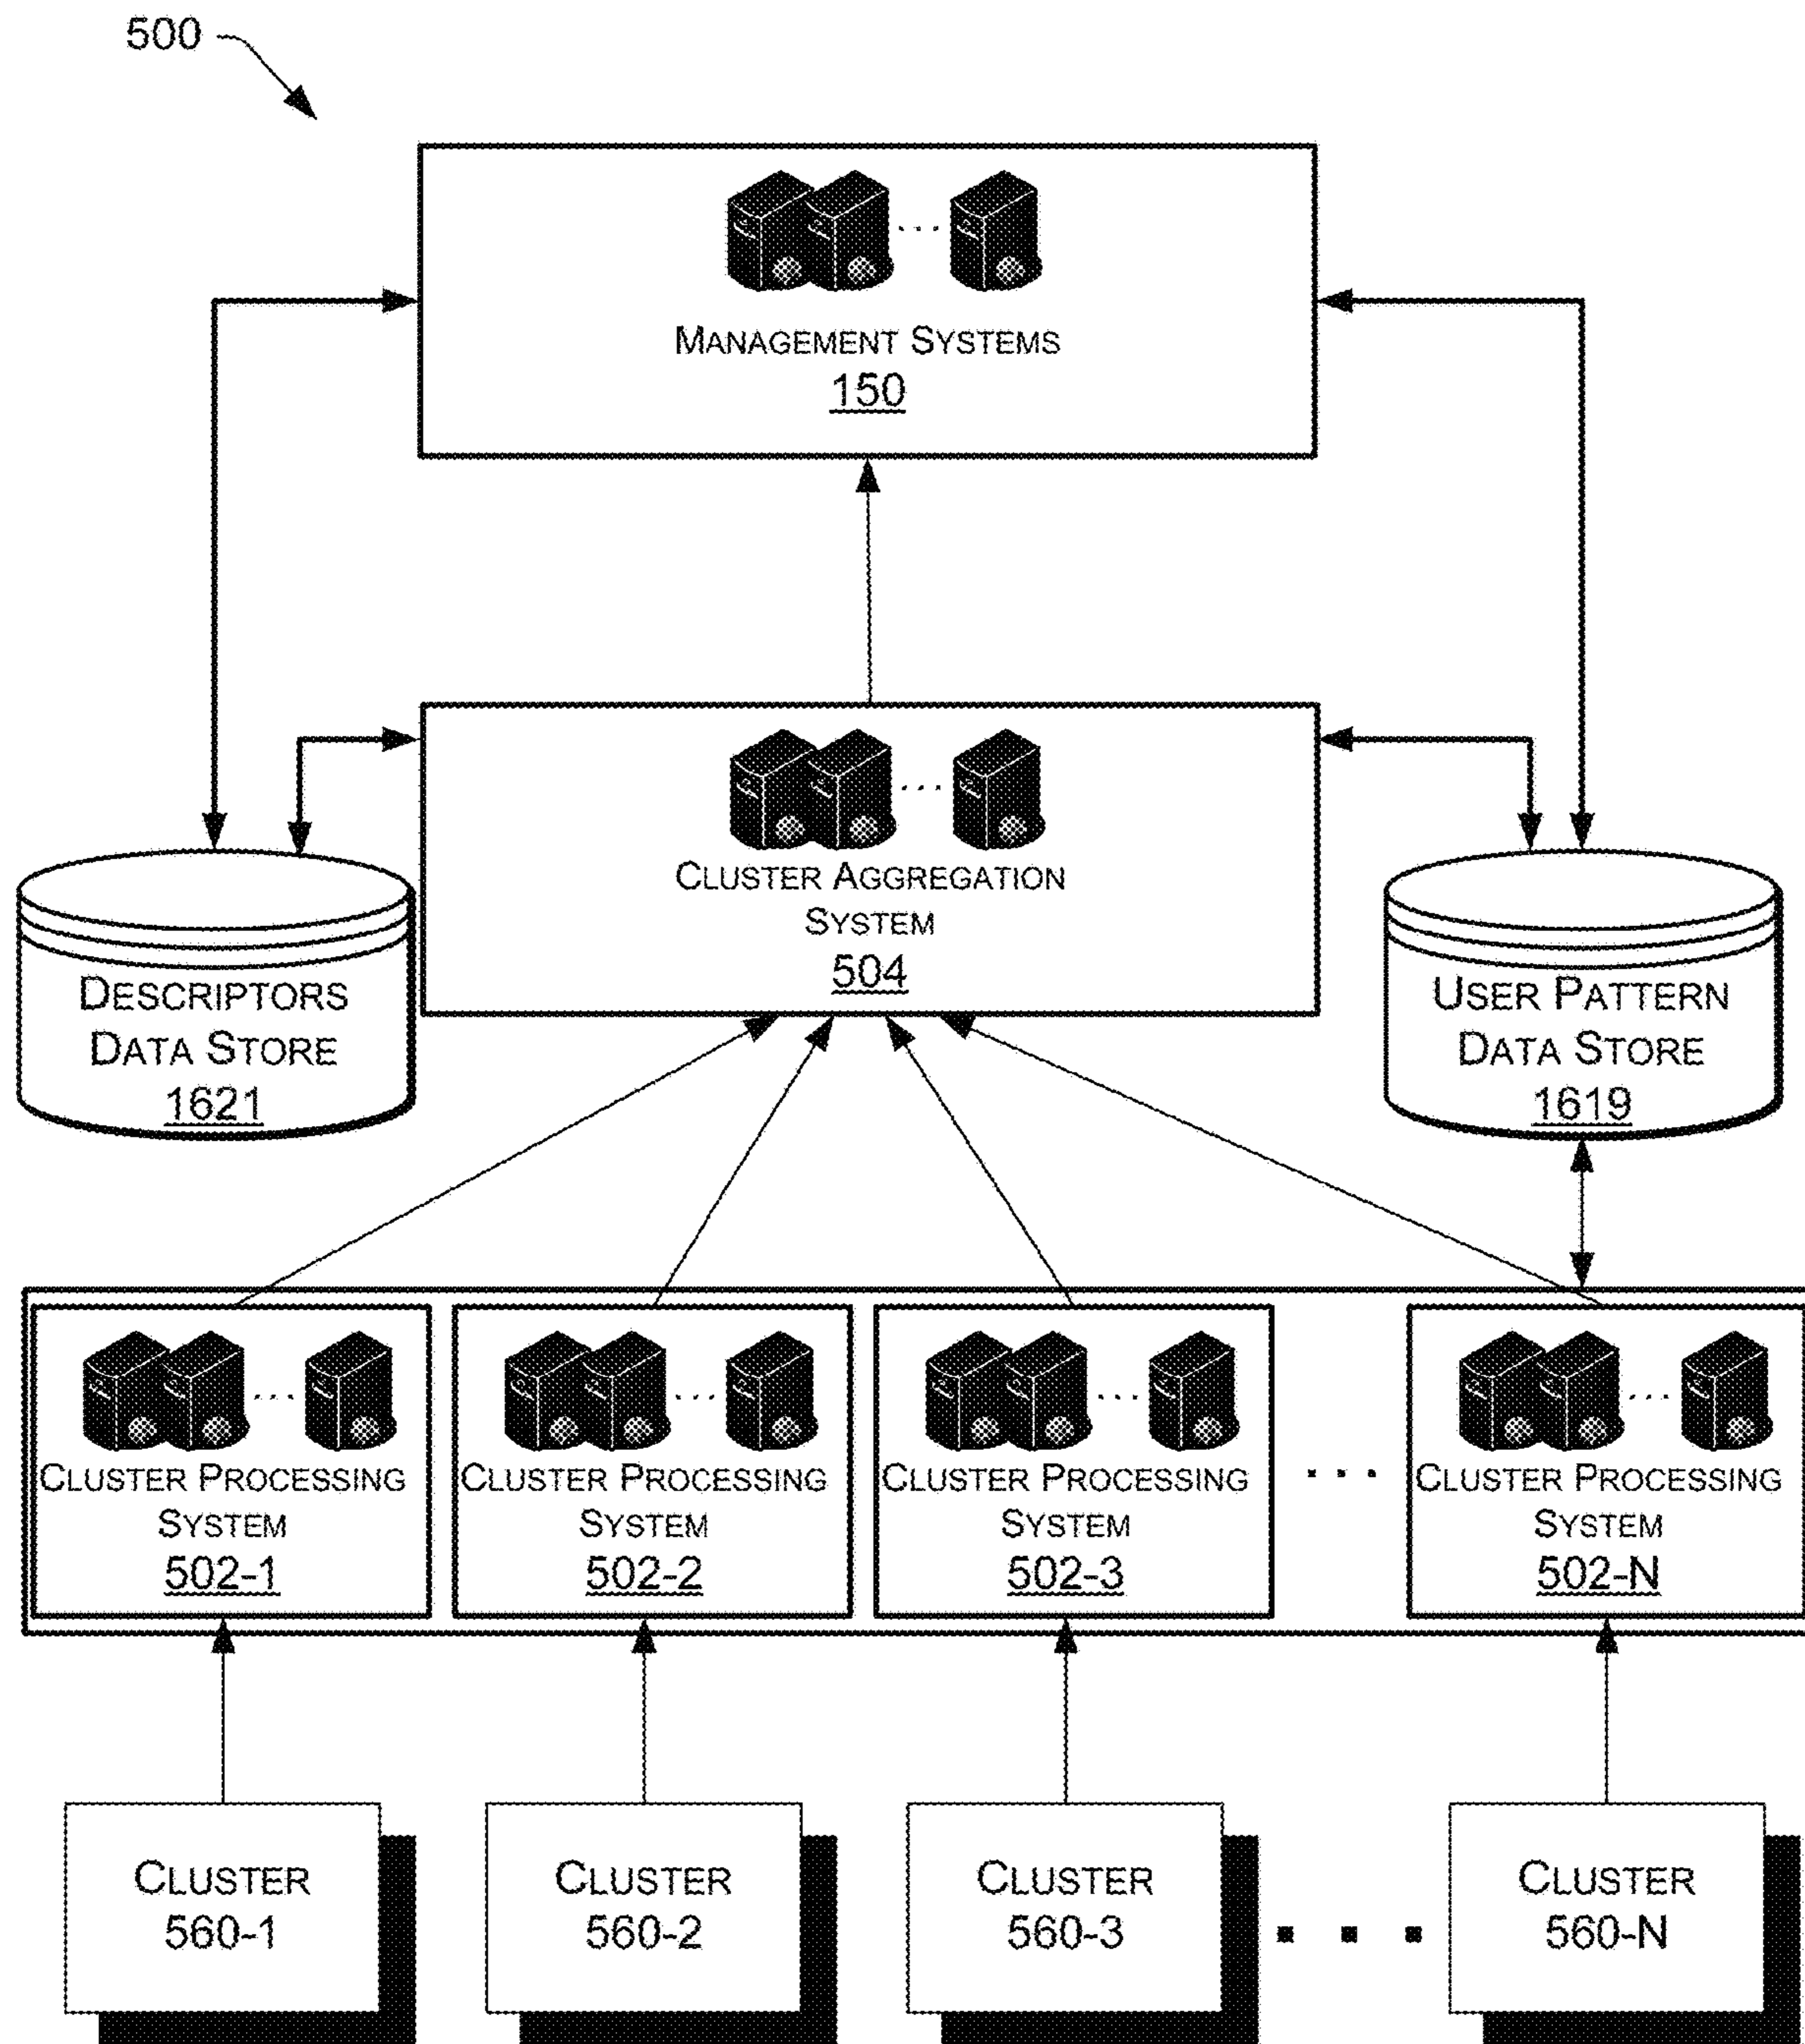 500
MANAGEMENT SYSTEMS
150
CLUSTER AGGREGATION
SYSTEM
504
DESCRIPTORS
DATA STORE
1621
USER PATTERN
DATA STORE
1619
CLUSTER PROCESSING
SYSTEM
502-1
CLUSTER PROCESSING
SYSTEM
502-2
CLUSTER PROCESSING
SYSTEM
502-3
. . .
CLUSTER PROCESSING
SYSTEM
502-N
CLUSTER
560-1
CLUSTER
560-2
CLUSTER
560-3
. . .
CLUSTER
560-N